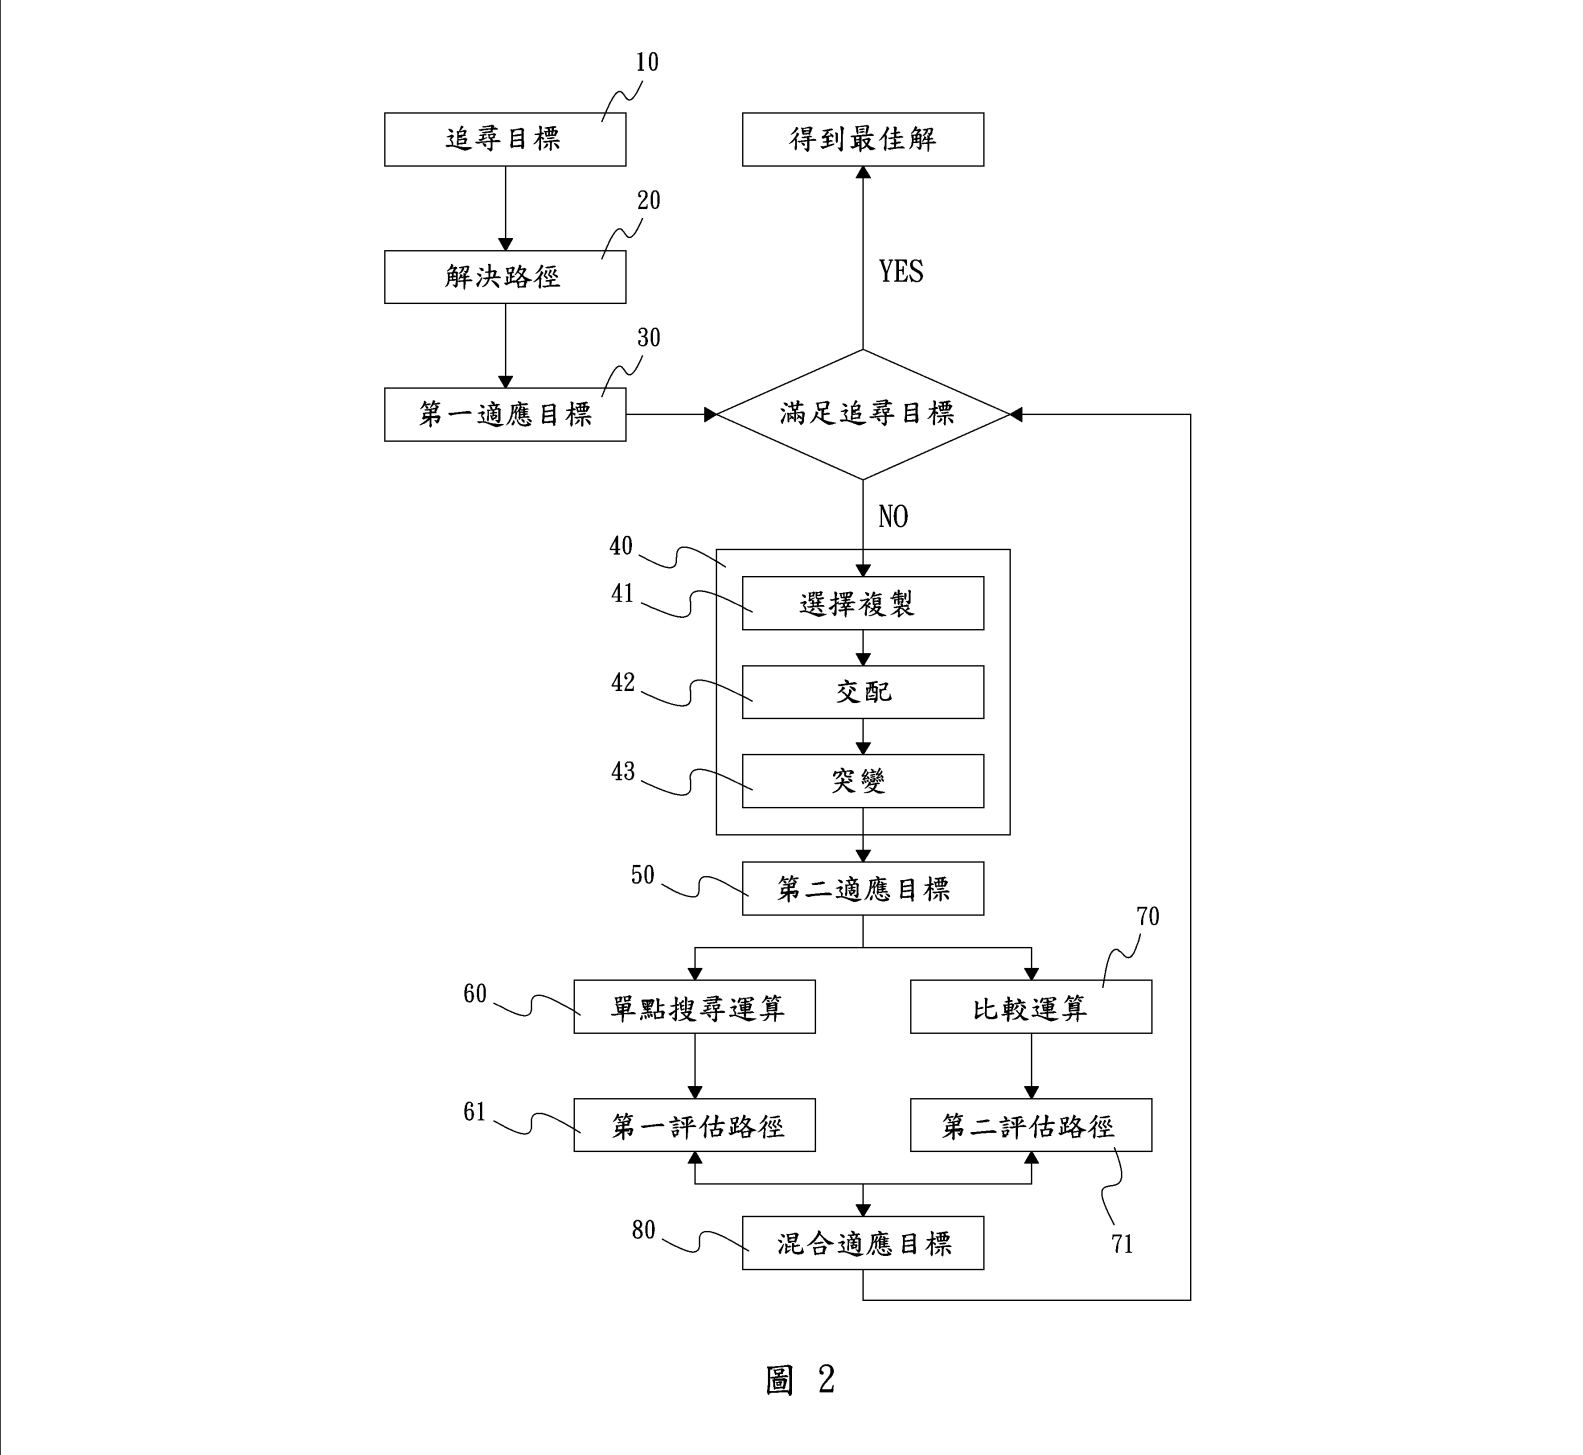 10
追尋目標
得到最佳解
20
解決路徑
YES
30
第一適應目標
滿足追尋目標
NO
40
41
選擇複製
42
交配
43
突變
50
第二適應目標
70
60
單點搜尋運算
比較運算
61
第一評估路徑
第二評估路徑
80
混合適應目標
71
圖 2